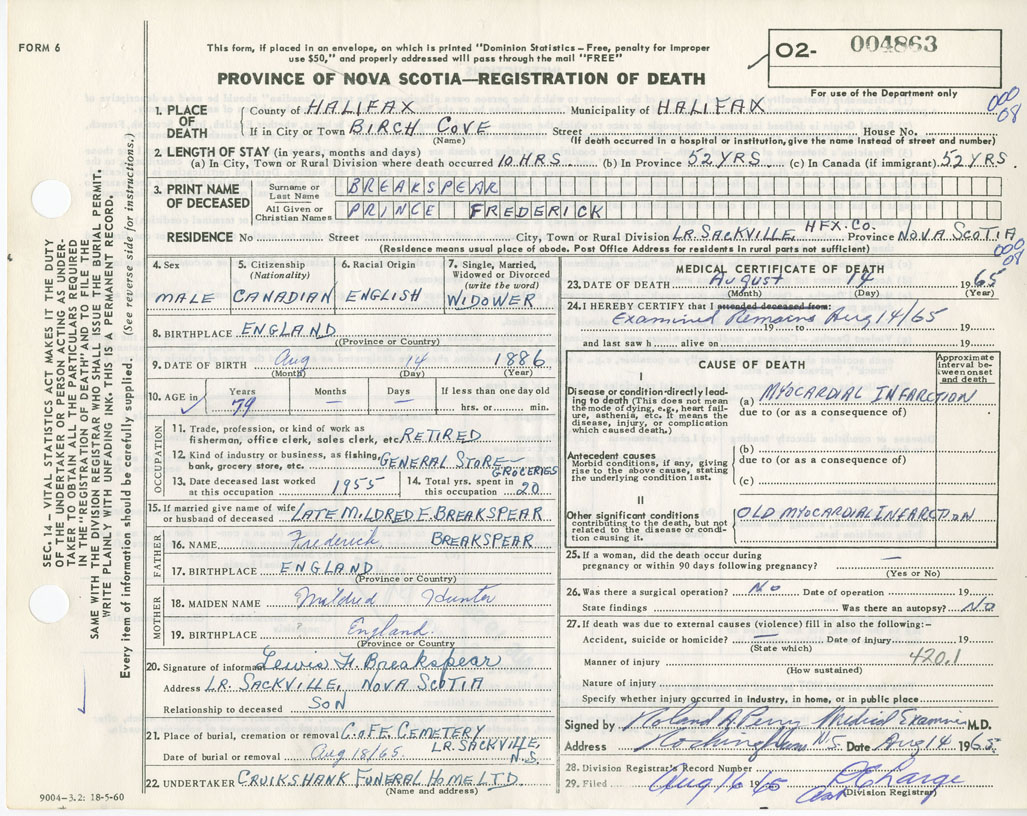 FORM 6
This form, if placed in an envelope, on which is printed "Dominion Statistics – Free, penalty for improper
use $50," and properly addressed will pass through the mail "FREE"
O2- 004863
PROVINCE OF NOVA SCOTIA—REGISTRATION OF DEATH
For use of the Department only
000
08
1. PLACE OF DEATH County of HALIFAX Municipality of HALIFAX
If in City or Town BIRCH COVE Street House No.
(Name) (If death occurred in a hospital or institution, give the name instead of street and number)
2. LENGTH OF STAY (in years, months and days)
(a) In City, Town or Rural Division where death occurred 10 HRS. (b) In Province 52 YRS. (c) In Canada (if immigrant) 52 YRS
3. PRINT NAME OF DECEASED Surname or Last Name BREAKSPEAR
All Given or Christian Names PRINCE FREDERICK
RESIDENCE No. Street City, Town or Rural Division LR. SACKVILLE, HFX. Co. Province NOVA SCOTIA
(Residence means usual place of abode. Post Office Address for residents in rural parts not sufficient)
000
08
4. Sex MALE
5. Citizenship (Nationality) CANADIAN
6. Racial Origin ENGLISH
7. Single, Married, Widowed or Divorced (write the word) WIDOWER
8. BIRTHPLACE ENGLAND
(Province or Country)
9. DATE OF BIRTH Aug 14 1886
(Month) (Day) (Year)
10. AGE Years Months Days If less than one day old
79 — — hrs. or min.
OCCUPATION
11. Trade, profession, or kind of work as
fisherman, office clerk, sales clerk, etc. RETIRED
12. Kind of industry or business, as fishing,
bank, grocery store, etc. GENERAL STORE – GROCERIES
13. Date deceased last worked at this occupation 1955
14. Total yrs. spent in this occupation 20
15. If married give name of wife
or husband of deceased LATE MILDRED E. BREAKSPEAR
FATHER
16. NAME Frederick BREAKSPEAR
17. BIRTHPLACE ENGLAND
(Province or Country)
MOTHER
18. MAIDEN NAME Mildred Hunter
19. BIRTHPLACE England.
(Province or Country)
20. Signature of informant Lewis H. Breakspear
Address LR. SACKVILLE, NOVA SCOTIA
Relationship to deceased SON
21. Place of burial, cremation or removal C. of E. CEMETERY
LR. SACKVILLE, N.S.
Date of burial or removal Aug 18/65.
22. UNDERTAKER CRUIKSHANK FUNERAL HOME LTD.
(Name and address)
9004-3.2: 18-5-60
MEDICAL CERTIFICATE OF DEATH
23. DATE OF DEATH August 14 1965
(Month) (Day) (Year)
24. I HEREBY CERTIFY that I attended deceased from:
Examined Remains Aug 14/65
19 to 19
and last saw h alive on 19
CAUSE OF DEATH
Approximate interval between onset and death
I
Disease or condition directly leading to death (This does not mean the mode of dying, e.g., heart failure, asthenia, etc. It means the disease, injury, or complication which caused death.)
(a) MYOCARDIAL INFARCTION
due to (or as a consequence of)
Antecedent causes
Morbid conditions, if any, giving rise to the above cause, stating the underlying condition last.
(b)
due to (or as a consequence of)
(c)
II
Other significant conditions
contributing to the death, but not related to the disease or condition causing it.
OLD MYOCARDIAL INFARCTION
25. If a woman, did the death occur during
pregnancy or within 90 days following pregnancy? —
(Yes or No)
26. Was there a surgical operation? No Date of operation 19
State findings Was there an autopsy? No
27. If death was due to external causes (violence) fill in also the following:–
Accident, suicide or homicide? — Date of injury 19
(State which)
Manner of injury 420.1
(How sustained)
Nature of injury
Specify whether injury occurred in industry, in home, or in public place
Signed by Roland A. Perry Medical Examiner M.D.
Address Rockingham N.S. Date Aug 14 1965
28. Division Registrar's Record Number
29. Filed Aug 16 1965
(Division Registrar)
SEC. 14 – VITAL STATISTICS ACT MAKES IT THE DUTY
OF THE UNDERTAKER OR PERSON ACTING AS UNDER-
TAKER TO OBTAIN ALL THE PARTICULARS REQUIRED
IN THE "REGISTRATION OF DEATH" AND TO FILE THE
SAME WITH THE DIVISION REGISTRAR WHO SHALL ISSUE THE BURIAL PERMIT.
WRITE PLAINLY WITH UNFADING INK. THIS IS A PERMANENT RECORD.
Every item of information should be carefully supplied. (See reverse side for instructions.)